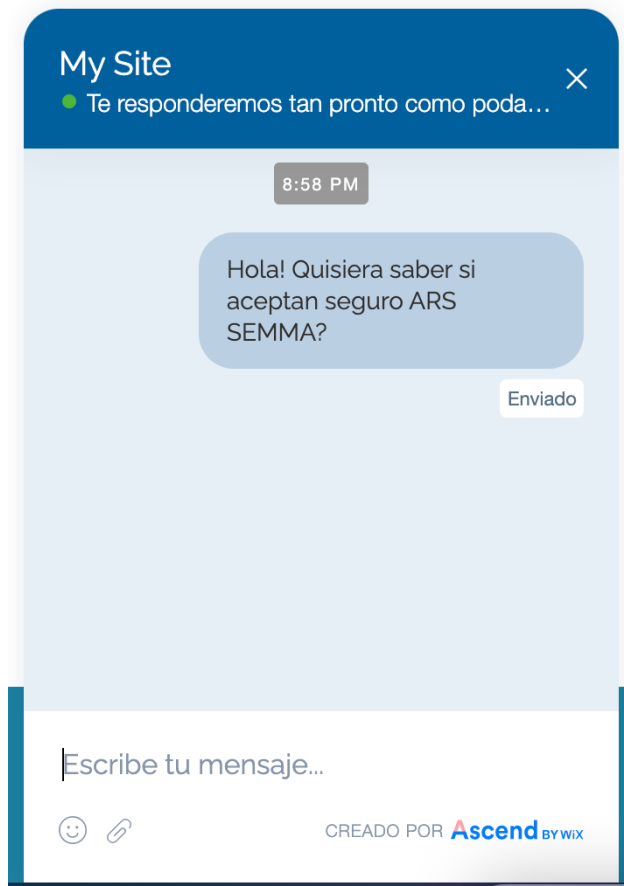 My Site
Te responderemos tan pronto como poda...
8:58 PM
Hola! Quisiera saber si
aceptan seguro ARS
SEMMA?
Enviado
Escribe tu mensaje...
CREADO POR Ascend BY WiX